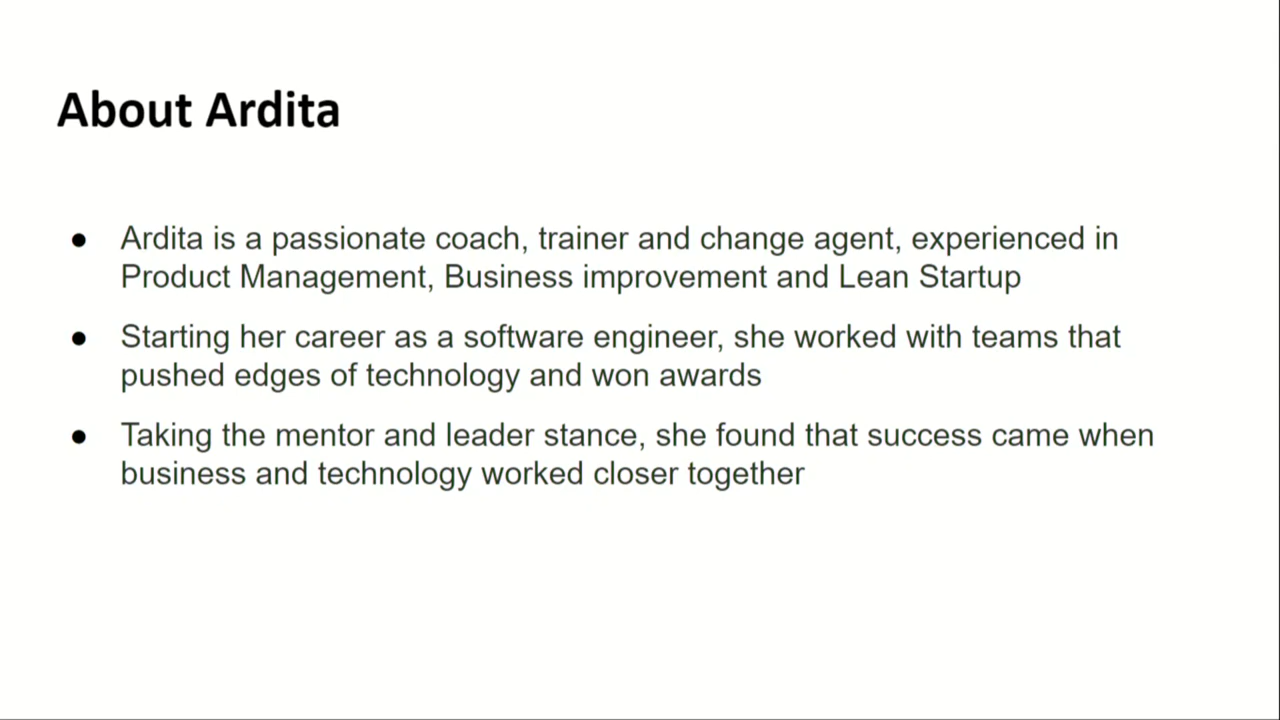 About Ardita
● Ardita is a passionate coach, trainer and change agent, experienced in
Product Management, Business improvement and Lean Startup
● Starting her career as a software engineer, she worked with teams that
pushed edges of technology and won awards
● Taking the mentor and leader stance, she found that success came when
business and technology worked closer together